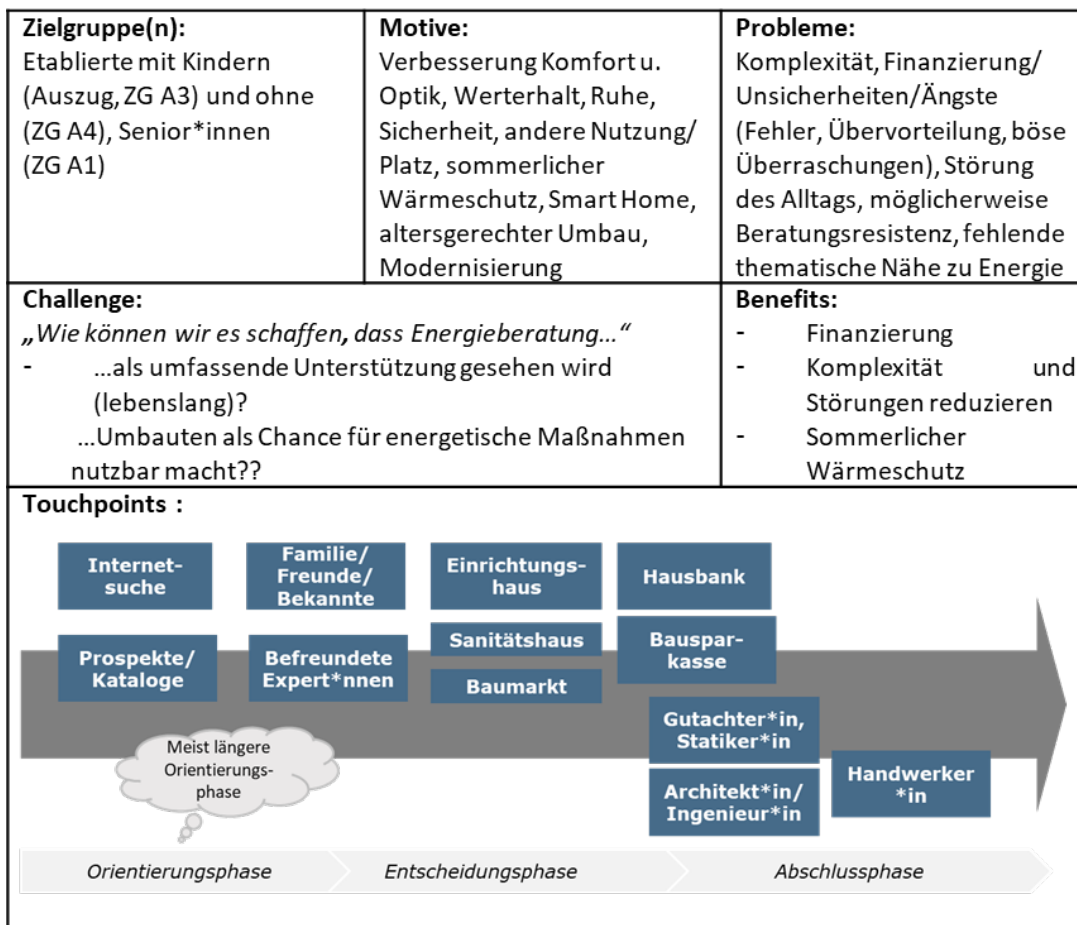 Zielgruppe(n):
Etablierte mit Kindern
(Auszug, ZG A3) und ohne
(ZG A4), Senior*innen
(ZG A1)
Motive:
Verbesserung Komfort u.
Optik, Werterhalt, Ruhe,
Sicherheit, andere Nutzung/
Platz, sommerlicher
Wärmeschutz, Smart Home,
altersgerechter Umbau,
Modernisierung
Probleme:
Komplexität, Finanzierung/
Unsicherheiten/Ängste
(Fehler, Übervorteilung, böse
Überraschungen), Störung
des Alltags, möglicherweise
Beratungsresistenz, fehlende
thematische Nähe zu Energie
Challenge:
„Wie können wir es schaffen, dass Energieberatung…“
- …als umfassende Unterstützung gesehen wird
(lebenslang)?
…Umbauten als Chance für energetische Maßnahmen
nutzbar macht??
Benefits:
- Finanzierung
- Komplexität und
Störungen reduzieren
- Sommerlicher
Wärmeschutz
Touchpoints :
Internet-
suche
Familie/
Freunde/
Bekannte
Einrichtungs-
haus
Hausbank
Prospekte/
Kataloge
Befreundete
Expert*nnen
Sanitätshaus
Baumarkt
Bauspar-
kasse
Gutachter*in,
Statiker*in
Architekt*in/
Ingenieur*in
Handwerker
*in
Meist längere
Orientierungs-
phase
Orientierungsphase
Entscheidungsphase
Abschlussphase